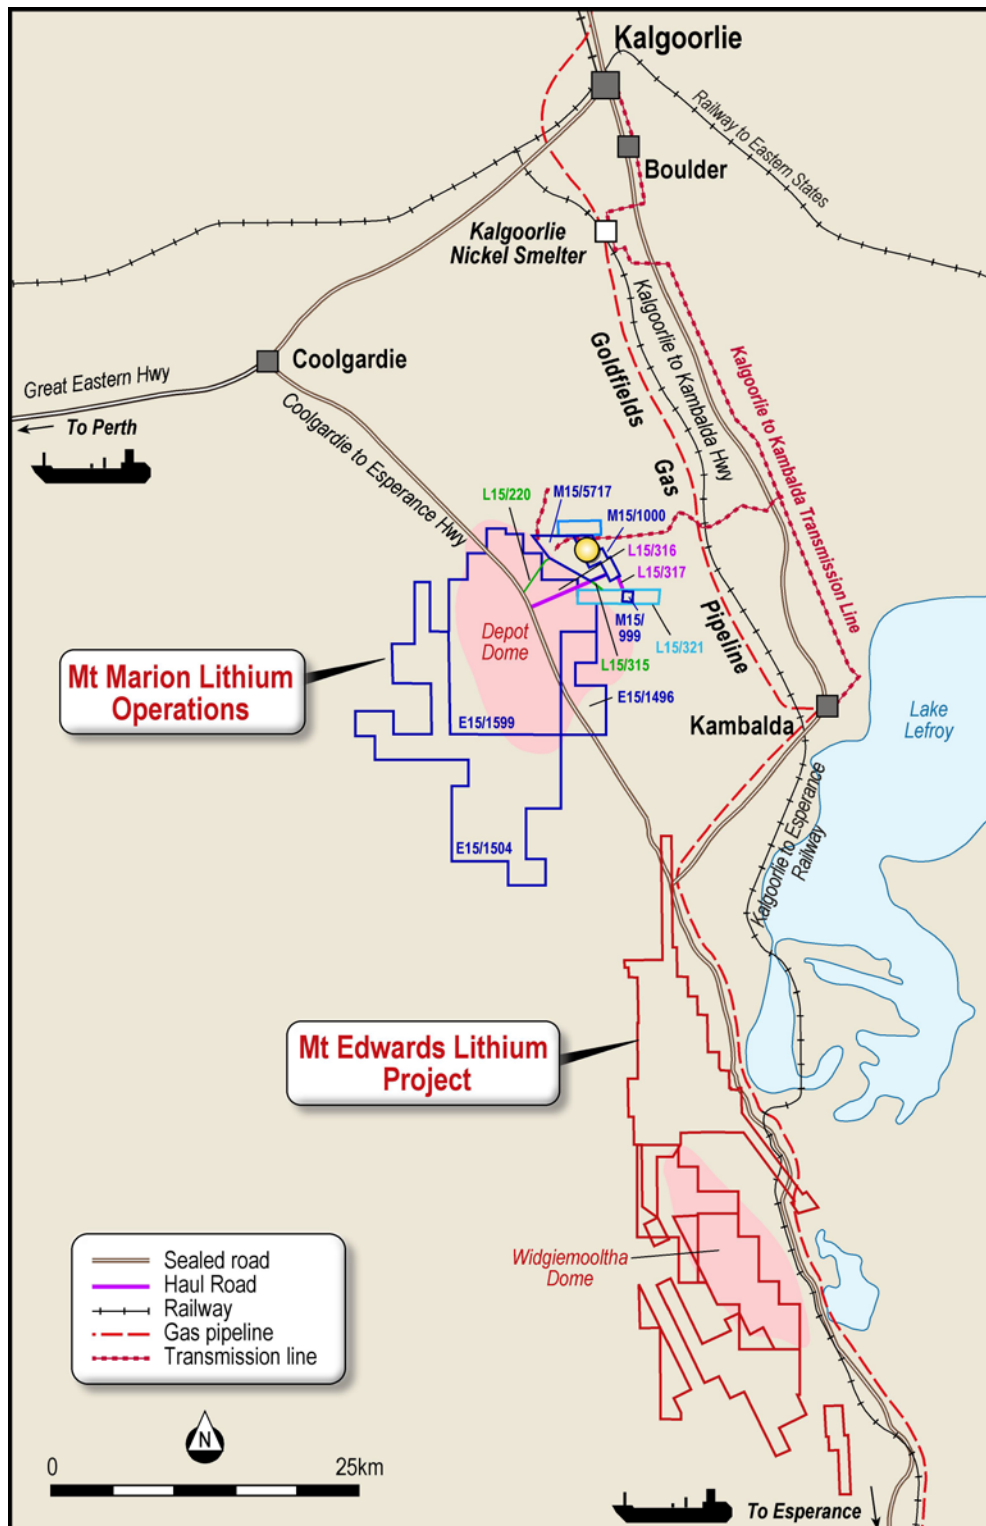 Kalgoorlie
Railway to Eastern States
Boulder
Kalgoorlie
Nickel Smelter
Coolgardie
Great Eastern Hwy
To Perth
Coolgardie to Esperance Hwy
Goldfields
Gas
Pipeline
Kalgoorlie to Kambalda Hwy
Kalgoorlie to Kambalda Transmission Line
L15/220
M15/5717
M15/1000
L15/316
L15/317
M15/
999
L15/321
L15/315
Depot
Dome
E15/1496
E15/1599
E15/1504
Mt Marion Lithium
Operations
Kambalda
Lake
Lefroy
Kalgoorlie to Esperance
Railway
Mt Edwards Lithium
Project
Widgiemooltha
Dome
Sealed road
Haul Road
Railway
Gas pipeline
Transmission line
N
0
25km
To Esperance